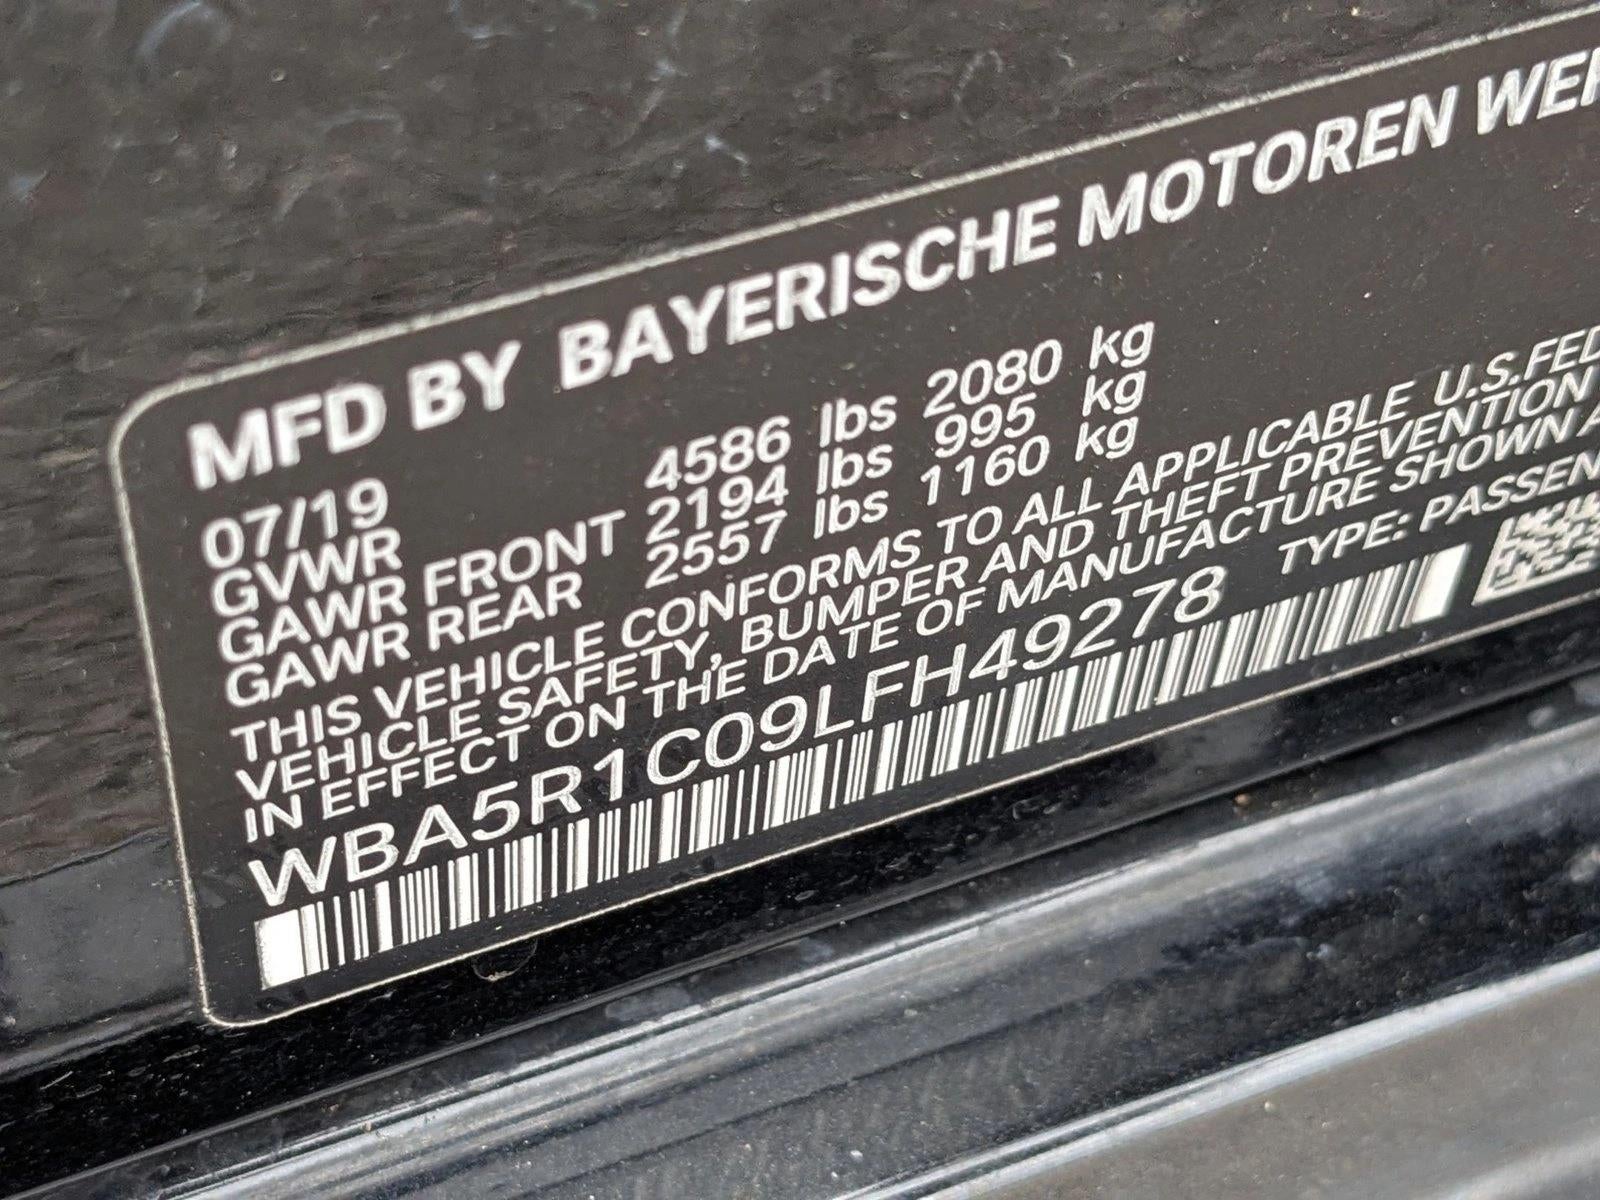 MFD BY BAYERISCHE MOTOREN WER
07/19
GVWR 4586 lbs 2080 kg
GAWR FRONT 2194 lbs 995 kg
GAWR REAR 2557 lbs 1160 kg
THIS VEHICLE CONFORMS TO ALL APPLICABLE U.S.FED
VEHICLE SAFETY, BUMPER AND THEFT PREVENTION
IN EFFECT ON THE DATE OF MANUFACTURE SHOWN A
WBA5R1C09LFH49278 TYPE: PASSEN